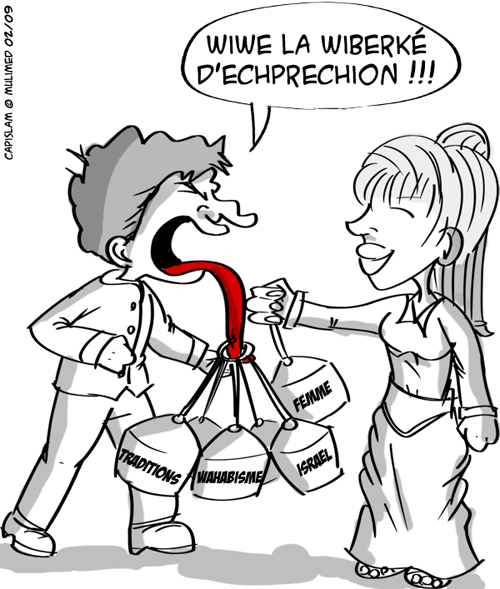 CAPISLAM @ MULIMED 02/09
WIWE LA WIBERKÉ
D'ECHPRECHION !!!
FEMME
TRADITIONS
WAHABISME
ISRAEL